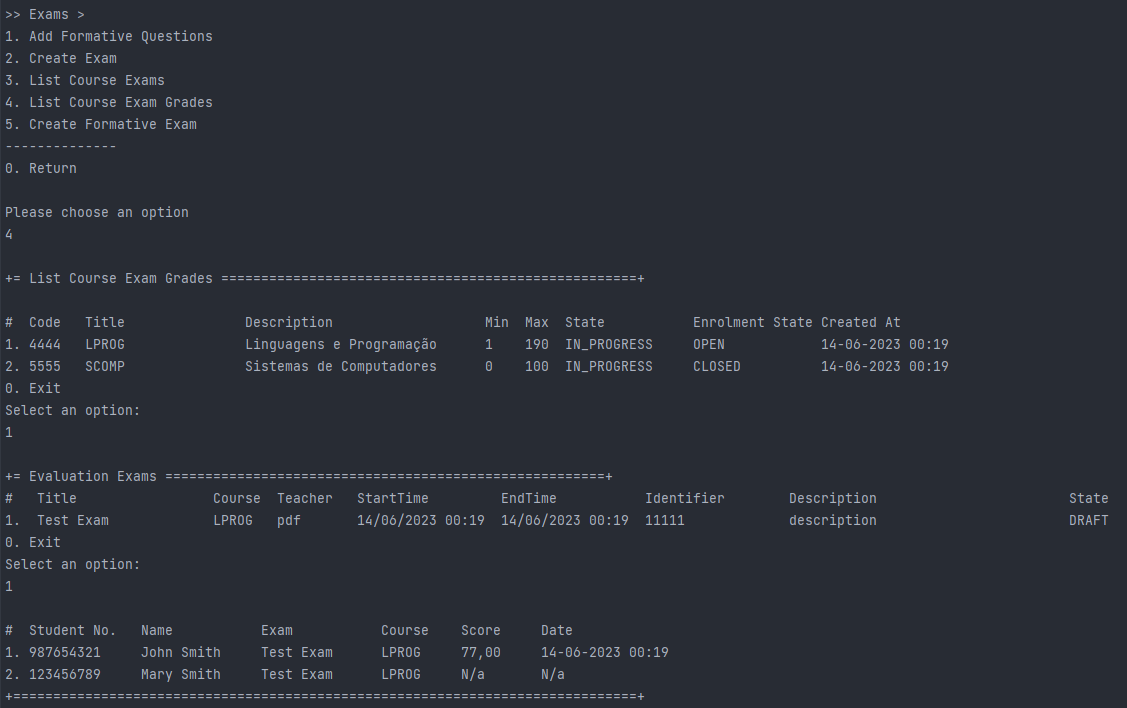 >> Exams >
1. Add Formative Questions
2. Create Exam
3. List Course Exams
4. List Course Exam Grades
5. Create Formative Exam
--------------
0. Return

Please choose an option
4

+= List Course Exam Grades ====================================================+

#  Code   Title               Description                   Min  Max  State           Enrolment State Created At
1. 4444   LPROG               Linguagens e Programação      1    190  IN_PROGRESS     OPEN            14-06-2023 00:19
2. 5555   SCOMP               Sistemas de Computadores      0    100  IN_PROGRESS     CLOSED          14-06-2023 00:19
0. Exit
Select an option:
1

+= Evaluation Exams =======================================================+
#   Title                 Course  Teacher   StartTime         EndTime           Identifier        Description                        State
1.  Test Exam             LPROG   pdf       14/06/2023 00:19  14/06/2023 00:19  11111             description                        DRAFT
0. Exit
Select an option:
1

#  Student No.   Name           Exam           Course    Score     Date
1. 987654321     John Smith     Test Exam      LPROG     77,00     14-06-2023 00:19
2. 123456789     Mary Smith     Test Exam      LPROG     N/a       N/a
+==============================================================================+